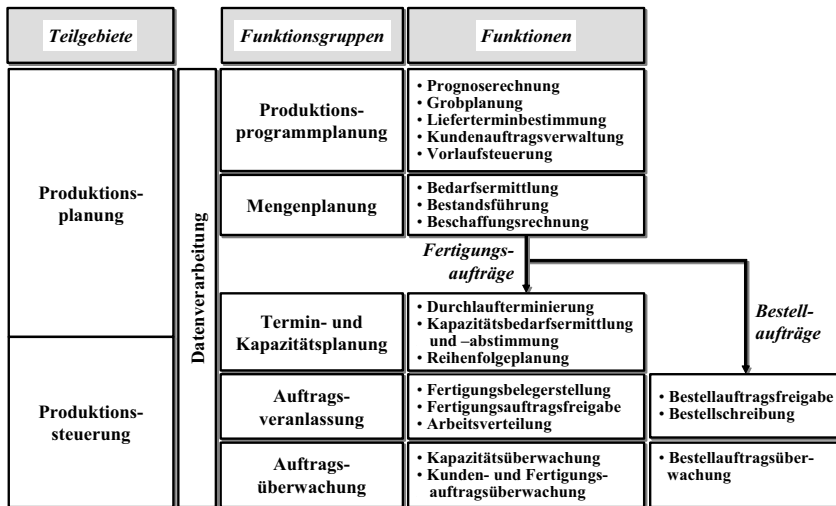 Teilgebiete
Funktionsgruppen
Funktionen
Produktions-
planung
Produktions-
steuerung
Datenverarbeitung
Produktions-
programmplanung
• Prognoserechnung
• Grobplanung
• Lieferterminbestimmung
• Kundenauftragsverwaltung
• Vorlaufsteuerung
Mengenplanung
• Bedarfsermittlung
• Bestandsführung
• Beschaffungsrechnung
Fertigungs-
aufträge
Bestell-
aufträge
Termin- und
Kapazitätsplanung
• Durchlaufterminierung
• Kapazitätsbedarfsermittlung
und –abstimmung
• Reihenfolgeplanung
Auftrags-
veranlassung
• Fertigungsbelegerstellung
• Fertigungsauftragsfreigabe
• Arbeitsverteilung
• Bestellauftragsfreigabe
• Bestellschreibung
Auftrags-
überwachung
• Kapazitätsüberwachung
• Kunden- und Fertigungs-
auftragsüberwachung
• Bestellauftragsüber-
wachung